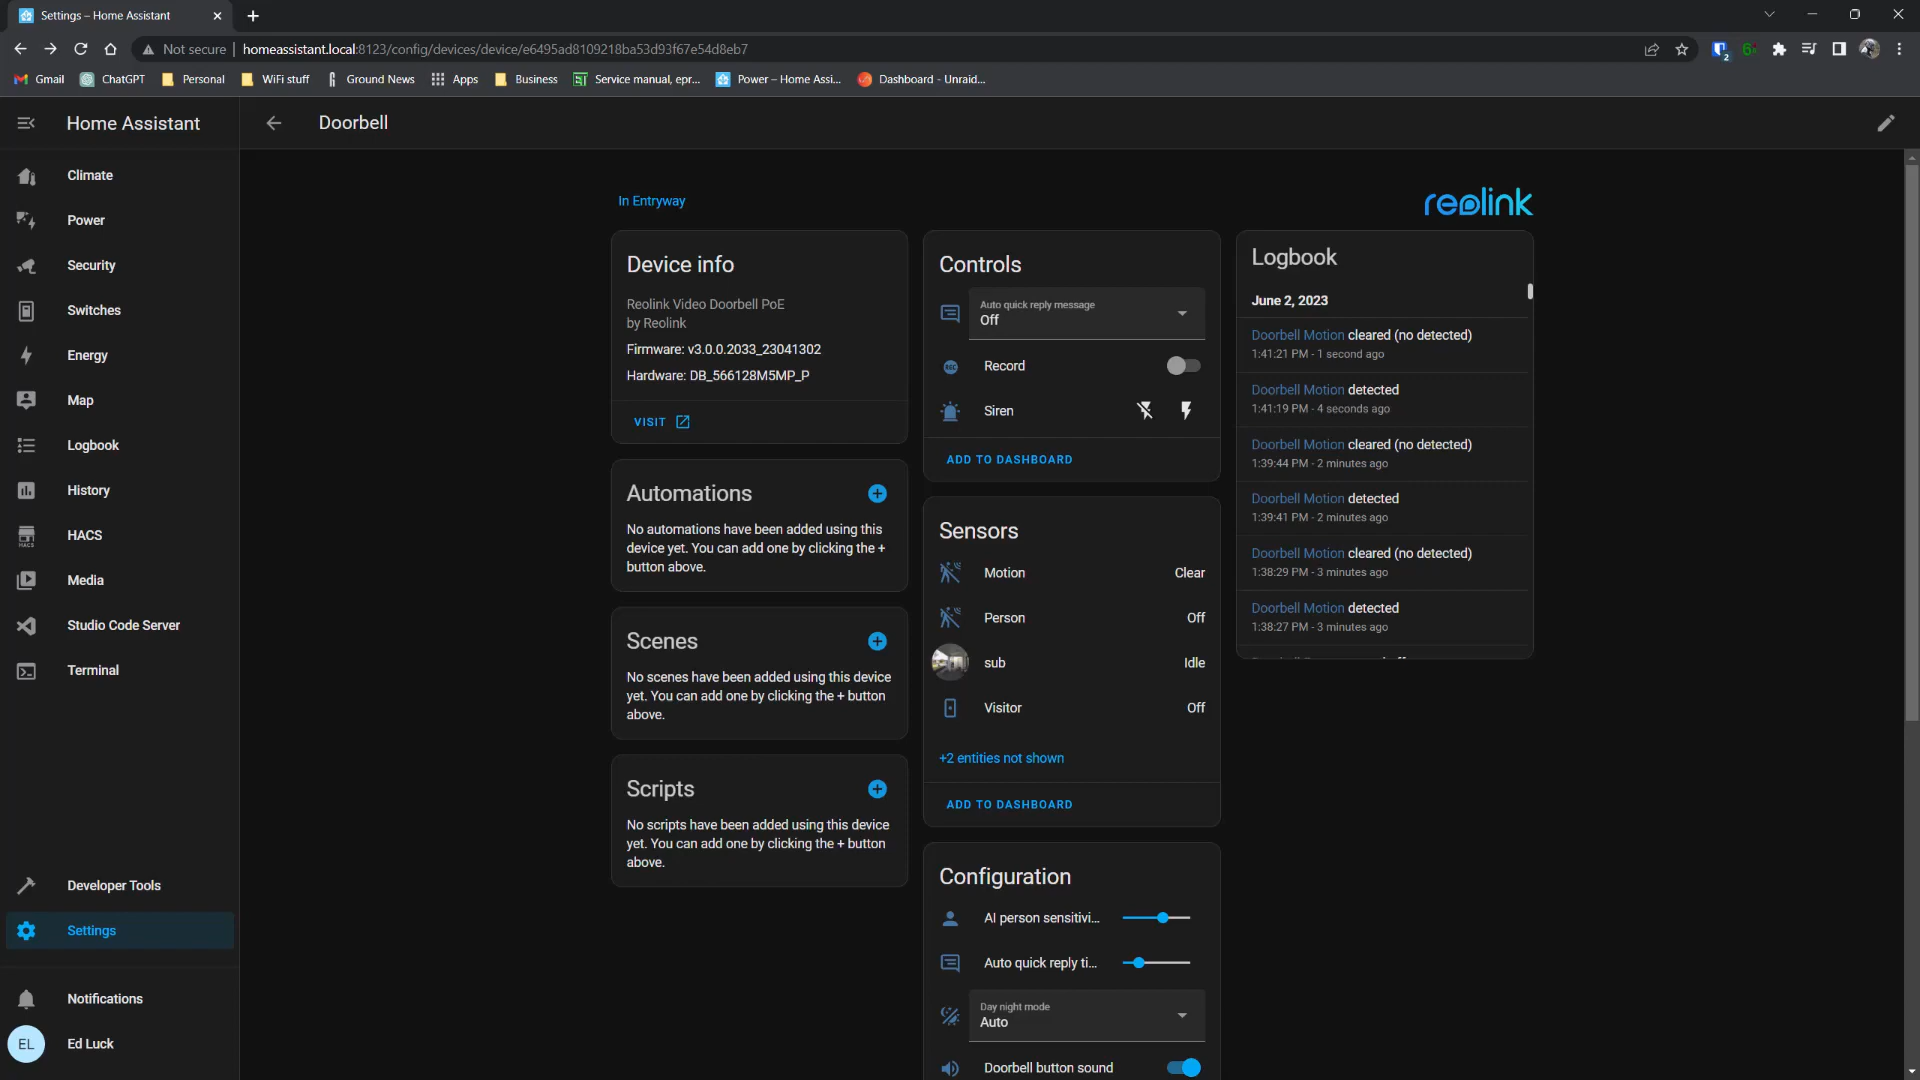 Settings – Home Assistant
Not secure
homeassistant.local:8123/config/devices/device/e6495ad8109218ba53d93f67e54d8eb7
2
Gmail
ChatGPT
Personal
WiFi stuff
Ground News
Apps
Business
Service manual, epr...
Power – Home Assi...
Dashboard - Unraid...
Home Assistant
Doorbell
Climate
Power
Security
Switches
Energy
Map
Logbook
History
HACS
HACS
Media
Studio Code Server
Terminal
Developer Tools
Settings
Notifications
EL
Ed Luck
In Entryway
reolink
Device info
Reolink Video Doorbell PoE
by Reolink
Firmware: v3.0.0.2033_23041302
Hardware: DB_566128M5MP_P
VISIT
Automations
No automations have been added using this
device yet. You can add one by clicking the +
button above.
Scenes
No scenes have been added using this device
yet. You can add one by clicking the + button
above.
Scripts
No scripts have been added using this device
yet. You can add one by clicking the + button
above.
Controls
Auto quick reply message
Off
REC
Record
Siren
ADD TO DASHBOARD
Sensors
Motion
Clear
Person
Off
sub
Idle
Visitor
Off
+2 entities not shown
ADD TO DASHBOARD
Configuration
AI person sensitivi...
Auto quick reply ti...
Day night mode
Auto
Doorbell button sound
Logbook
June 2, 2023
Doorbell Motion cleared (no detected)
1:41:21 PM - 1 second ago
Doorbell Motion detected
1:41:19 PM - 4 seconds ago
Doorbell Motion cleared (no detected)
1:39:44 PM - 2 minutes ago
Doorbell Motion detected
1:39:41 PM - 2 minutes ago
Doorbell Motion cleared (no detected)
1:38:29 PM - 3 minutes ago
Doorbell Motion detected
1:38:27 PM - 3 minutes ago